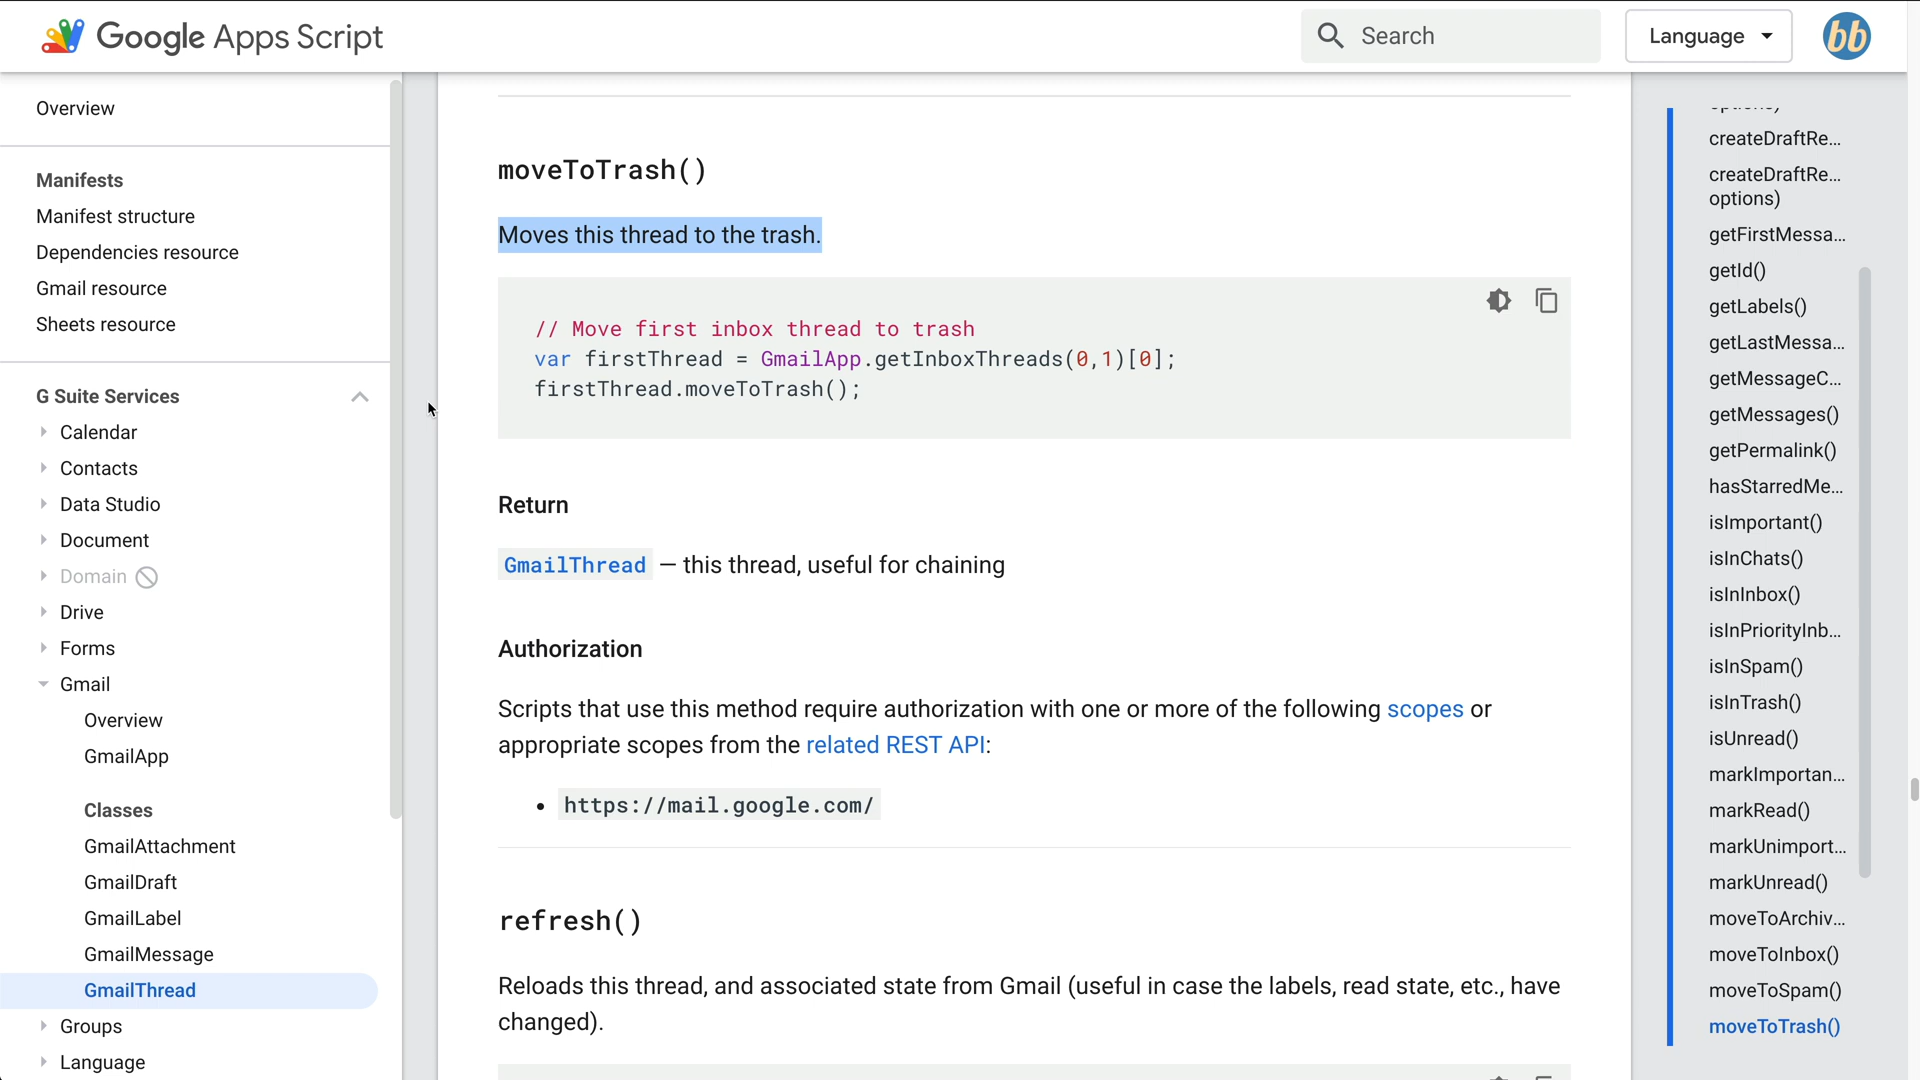 Google Apps Script
Search
Language
bb
Overview
Manifests
Manifest structure
Dependencies resource
Gmail resource
Sheets resource
G Suite Services
Calendar
Contacts
Data Studio
Document
Domain
Drive
Forms
Gmail
Overview
GmailApp
Classes
GmailAttachment
GmailDraft
GmailLabel
GmailMessage
GmailThread
Groups
Language
moveToTrash()
Moves this thread to the trash.
// Move first inbox thread to trash
var firstThread = GmailApp.getInboxThreads(0,1)[0];
firstThread.moveToTrash();
Return
GmailThread — this thread, useful for chaining
Authorization
Scripts that use this method require authorization with one or more of the following scopes or
appropriate scopes from the related REST API:
• https://mail.google.com/
refresh()
Reloads this thread, and associated state from Gmail (useful in case the labels, read state, etc., have
changed).
options)
createDraftRe...
createDraftRe...
options)
getFirstMessa...
getId()
getLabels()
getLastMessa...
getMessageC...
getMessages()
getPermalink()
hasStarredMe...
isImportant()
isInChats()
isInInbox()
isInPriorityInb...
isInSpam()
isInTrash()
isUnread()
markImportan...
markRead()
markUnimport...
markUnread()
moveToArchiv...
moveToInbox()
moveToSpam()
moveToTrash()